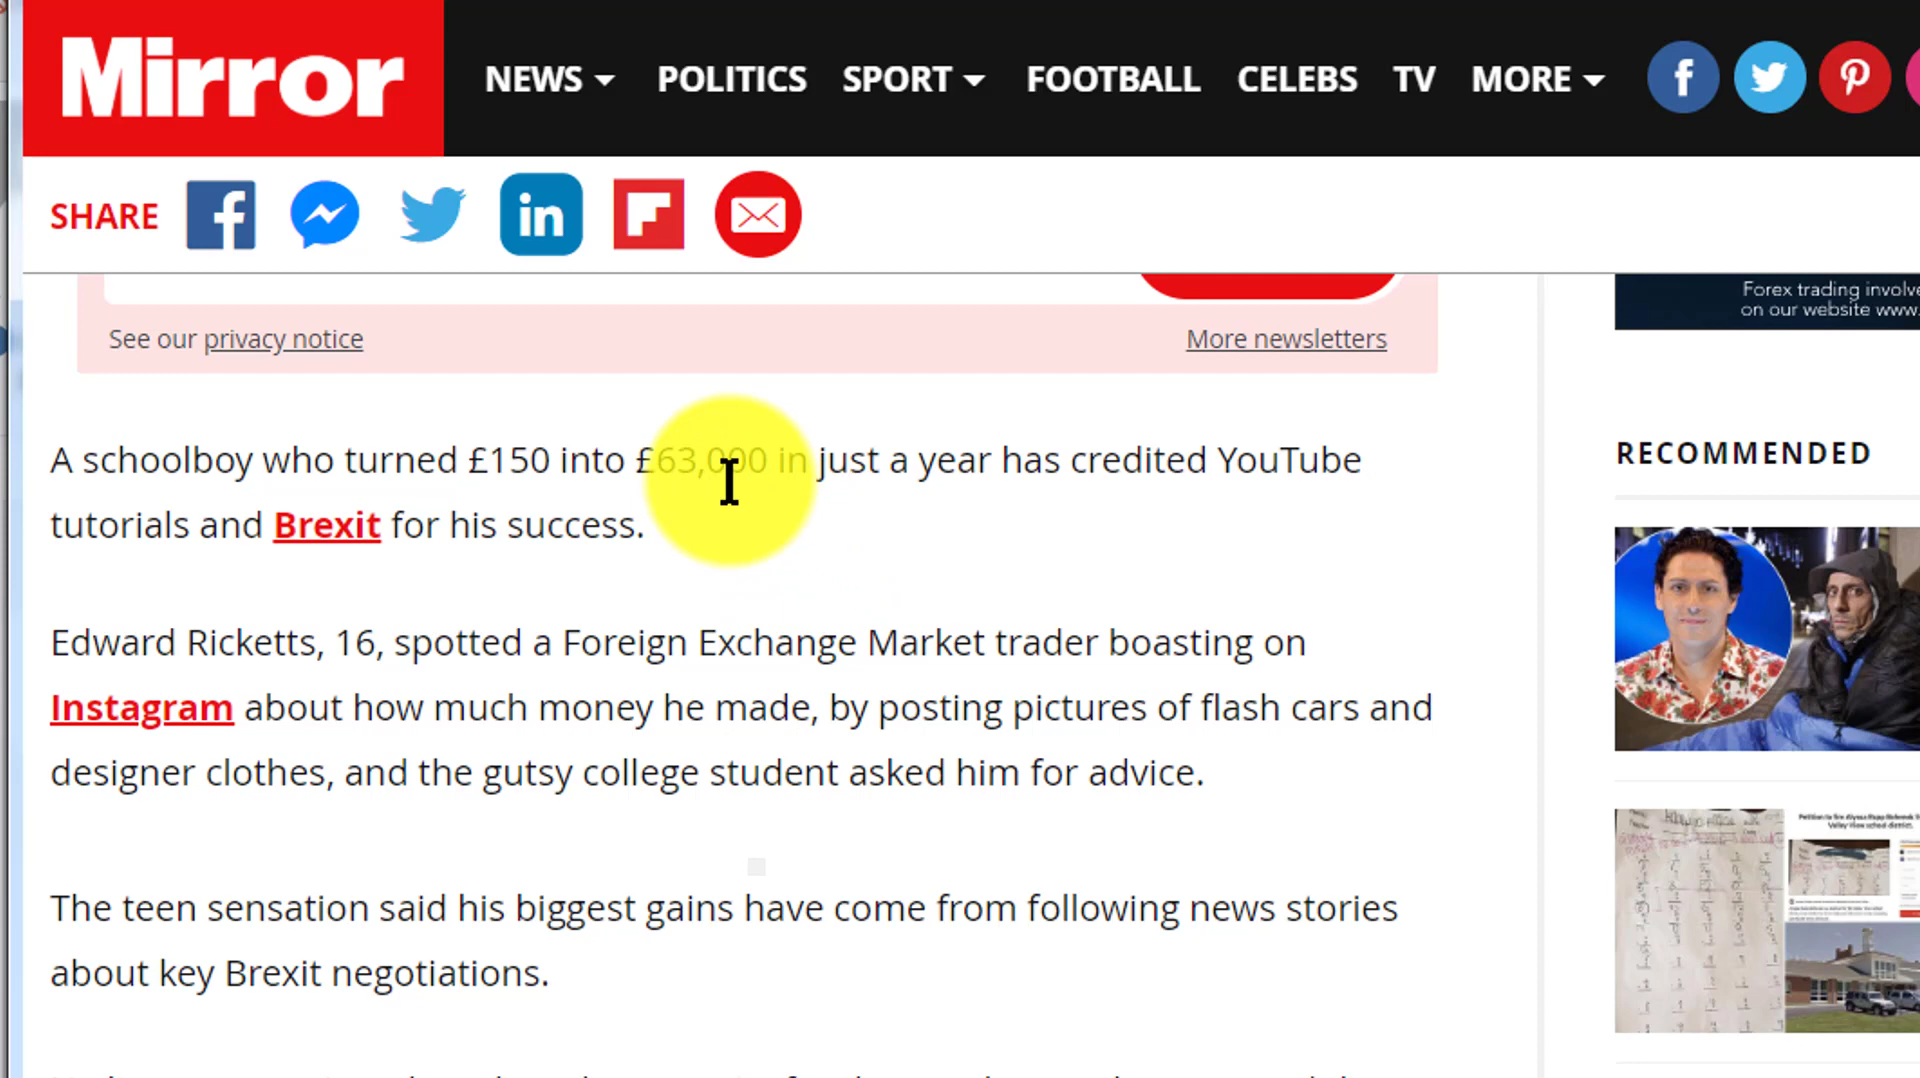 Mirror
NEWS POLITICS SPORT FOOTBALL CELEBS TV MORE
SHARE
See our privacy notice
More newsletters
Forex trading
on our website www.
A schoolboy who turned £150 into £63,000 in just a year has credited YouTube
tutorials and Brexit for his success.
Edward Ricketts, 16, spotted a Foreign Exchange Market trader boasting on
Instagram about how much money he made, by posting pictures of flash cars and
designer clothes, and the gutsy college student asked him for advice.
The teen sensation said his biggest gains have come from following news stories
about key Brexit negotiations.
RECOMMENDED